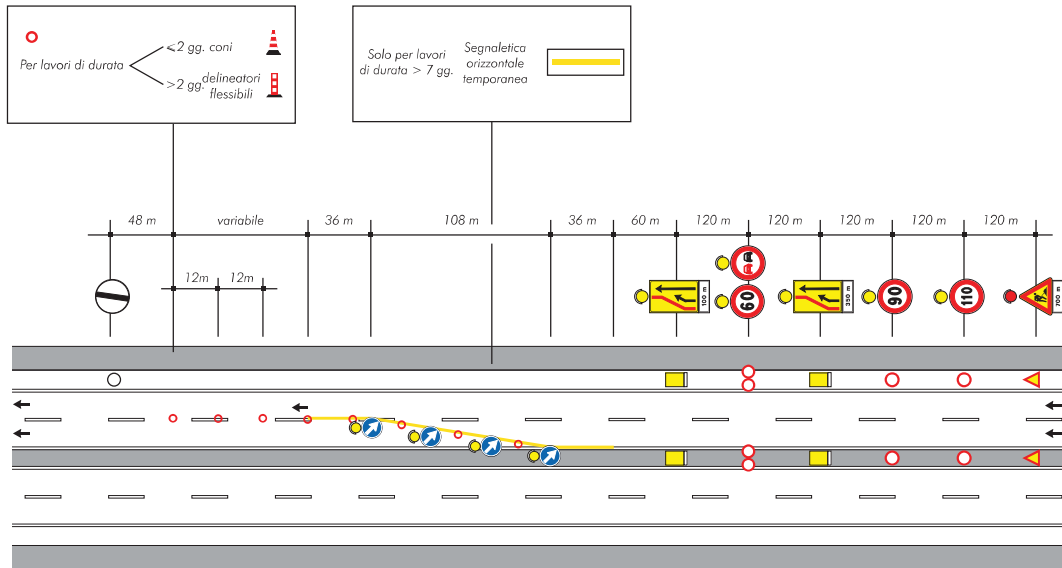 Per lavori di durata
<2 gg. coni
>2 gg. delineatori
flessibili
Solo per lavori
di durata > 7 gg.
Segnaletica
orizzontale
temporanea
48 m
variabile
36 m
108 m
36 m
60 m
120 m
120 m
120 m
120 m
120 m
12m
12m
100 m
60
350 m
90
110
700 m